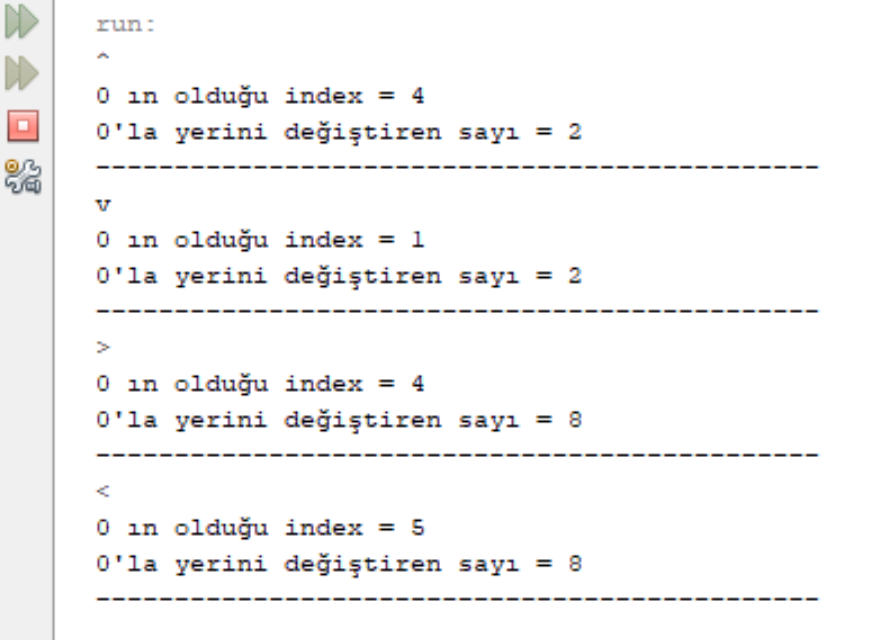 run:
^
0 ın olduğu index = 4
0'la yerini değiştiren sayı = 2
----------------------------------------------
v
0 ın olduğu index = 1
0'la yerini değiştiren sayı = 2
----------------------------------------------
>
0 ın olduğu index = 4
0'la yerini değiştiren sayı = 8
----------------------------------------------
<
0 ın olduğu index = 5
0'la yerini değiştiren sayı = 8
----------------------------------------------